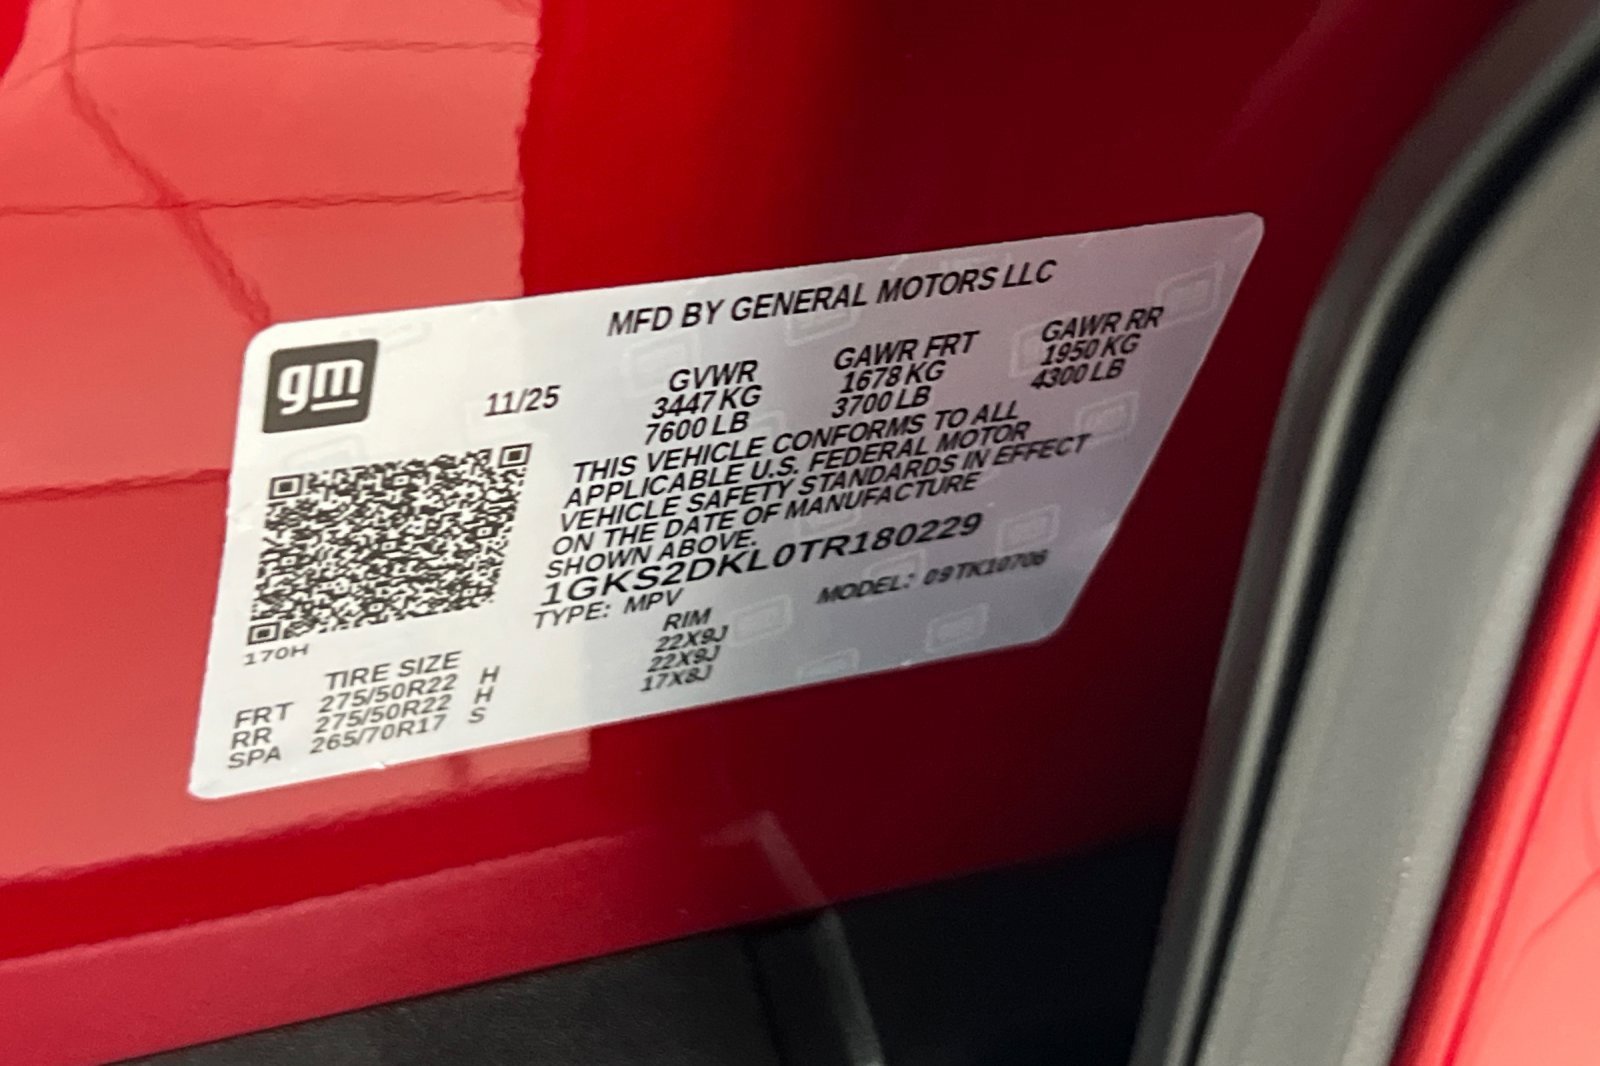 MFD BY GENERAL MOTORS LLC
gm
11/25
GVWR
3447 KG
7600 LB
GAWR FRT
1678 KG
3700 LB
GAWR RR
1950 KG
4300 LB
THIS VEHICLE CONFORMS TO ALL
APPLICABLE U.S. FEDERAL MOTOR
VEHICLE SAFETY STANDARDS IN EFFECT
ON THE DATE OF MANUFACTURE
SHOWN ABOVE.
1GKS2DKL0TR180229
TYPE: MPV
MODEL: 09TK10706
170H
TIRE SIZE
RIM
FRT 275/50R22 H 22X9J
RR 275/50R22 H 22X9J
SPA 265/70R17 S 17X8J